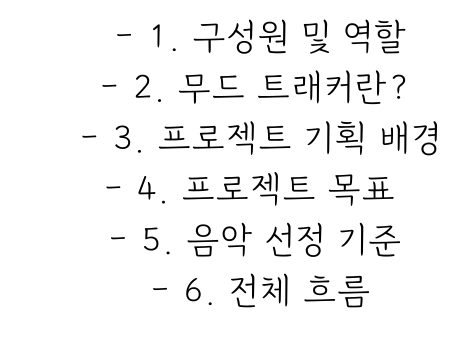 - 1. 구성원 및 역할
- 2. 무드 트래커란?
- 3. 프로젝트 기획 배경
- 4. 프로젝트 목표
- 5. 음악 선정 기준
- 6. 전체 흐름